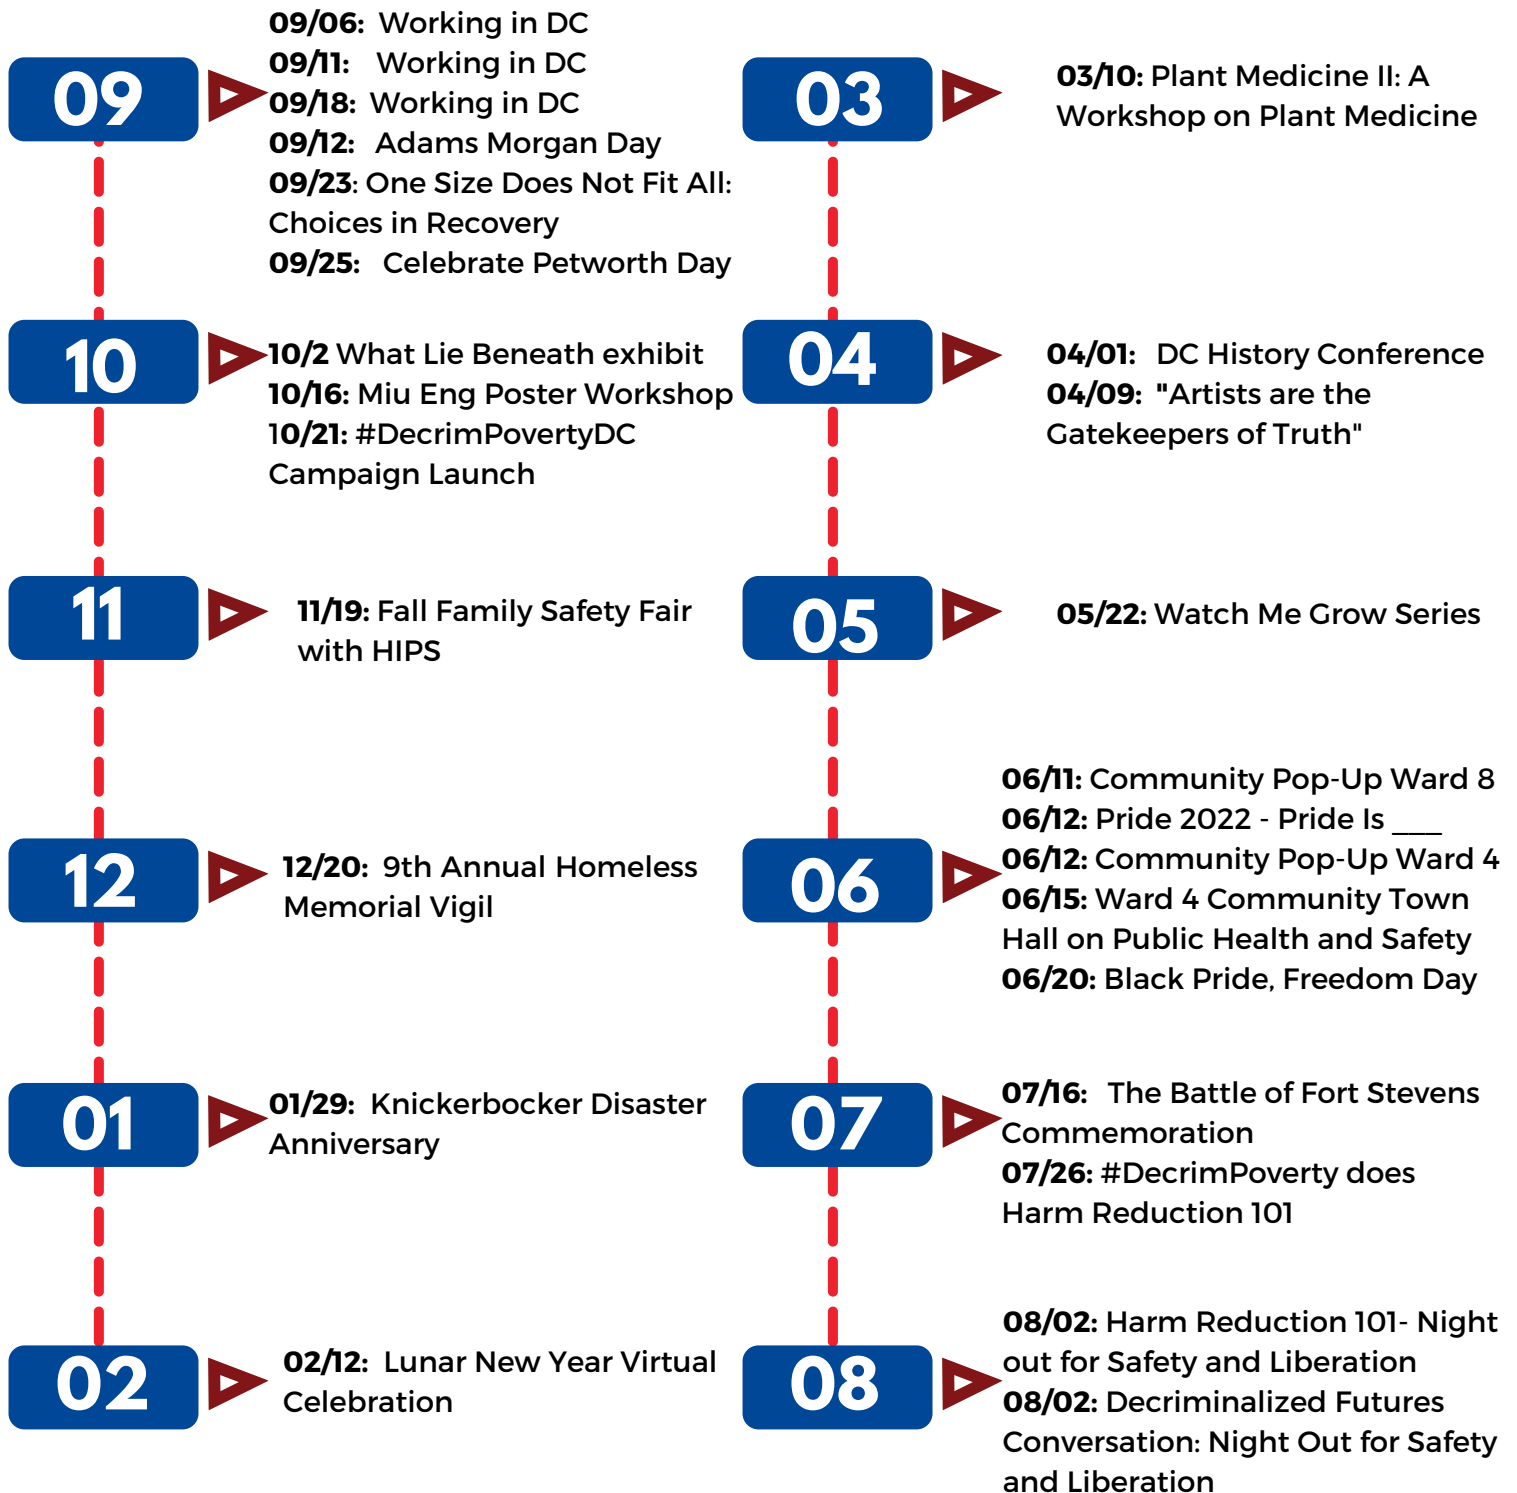 09
09/06: Working in DC
09/11: Working in DC
09/18: Working in DC
09/12: Adams Morgan Day
09/23: One Size Does Not Fit All:
Choices in Recovery
09/25: Celebrate Petworth Day
10
10/2 What Lie Beneath exhibit
10/16: Miu Eng Poster Workshop
10/21: #DecrimPovertyDC
Campaign Launch
11
11/19: Fall Family Safety Fair
with HIPS
12
12/20: 9th Annual Homeless
Memorial Vigil
01
01/29: Knickerbocker Disaster
Anniversary
02
02/12: Lunar New Year Virtual
Celebration
03
03/10: Plant Medicine II: A
Workshop on Plant Medicine
04
04/01: DC History Conference
04/09: "Artists are the
Gatekeepers of Truth"
05
05/22: Watch Me Grow Series
06
06/11: Community Pop-Up Ward 8
06/12: Pride 2022 - Pride Is ___
06/12: Community Pop-Up Ward 4
06/15: Ward 4 Community Town
Hall on Public Health and Safety
06/20: Black Pride, Freedom Day
07
07/16: The Battle of Fort Stevens
Commemoration
07/26: #DecrimPoverty does
Harm Reduction 101
08
08/02: Harm Reduction 101- Night
out for Safety and Liberation
08/02: Decriminalized Futures
Conversation: Night Out for Safety
and Liberation